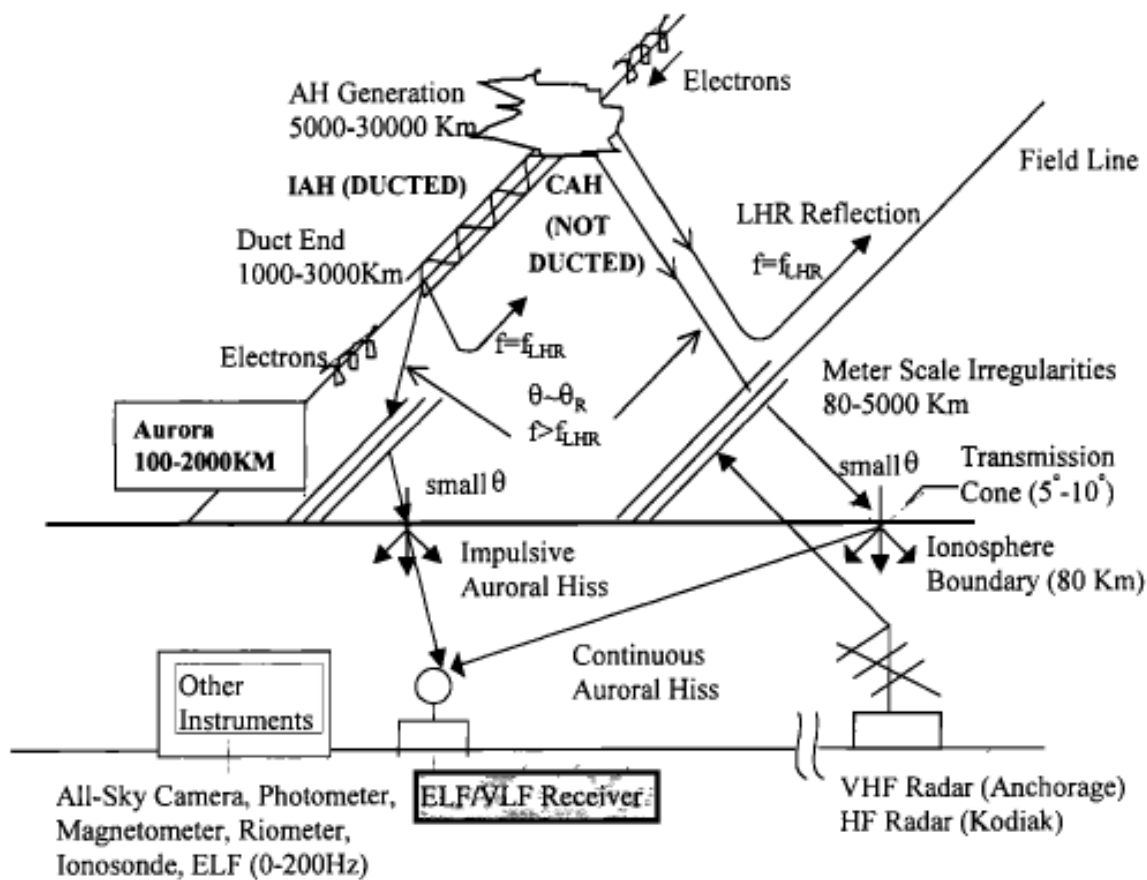 Electrons
AH Generation
5000-30000 Km
Field Line
IAH (DUCTED)
CAH
(NOT
DUCTED)
LHR Reflection
f=fLHR
Duct End
1000-3000Km
Electrons
f=fLHR
θ~θR
f>fLHR
Meter Scale Irregularities
80-5000 Km
Aurora
100-2000KM
small θ
small θ
Transmission
Cone (5°-10°)
Impulsive
Auroral Hiss
Ionosphere
Boundary (80 Km)
Continuous
Auroral Hiss
Other
Instruments
All-Sky Camera, Photometer,
Magnetometer, Riometer,
Ionosonde, ELF (0-200Hz)
ELF/VLF Receiver
VHF Radar (Anchorage)
HF Radar (Kodiak)